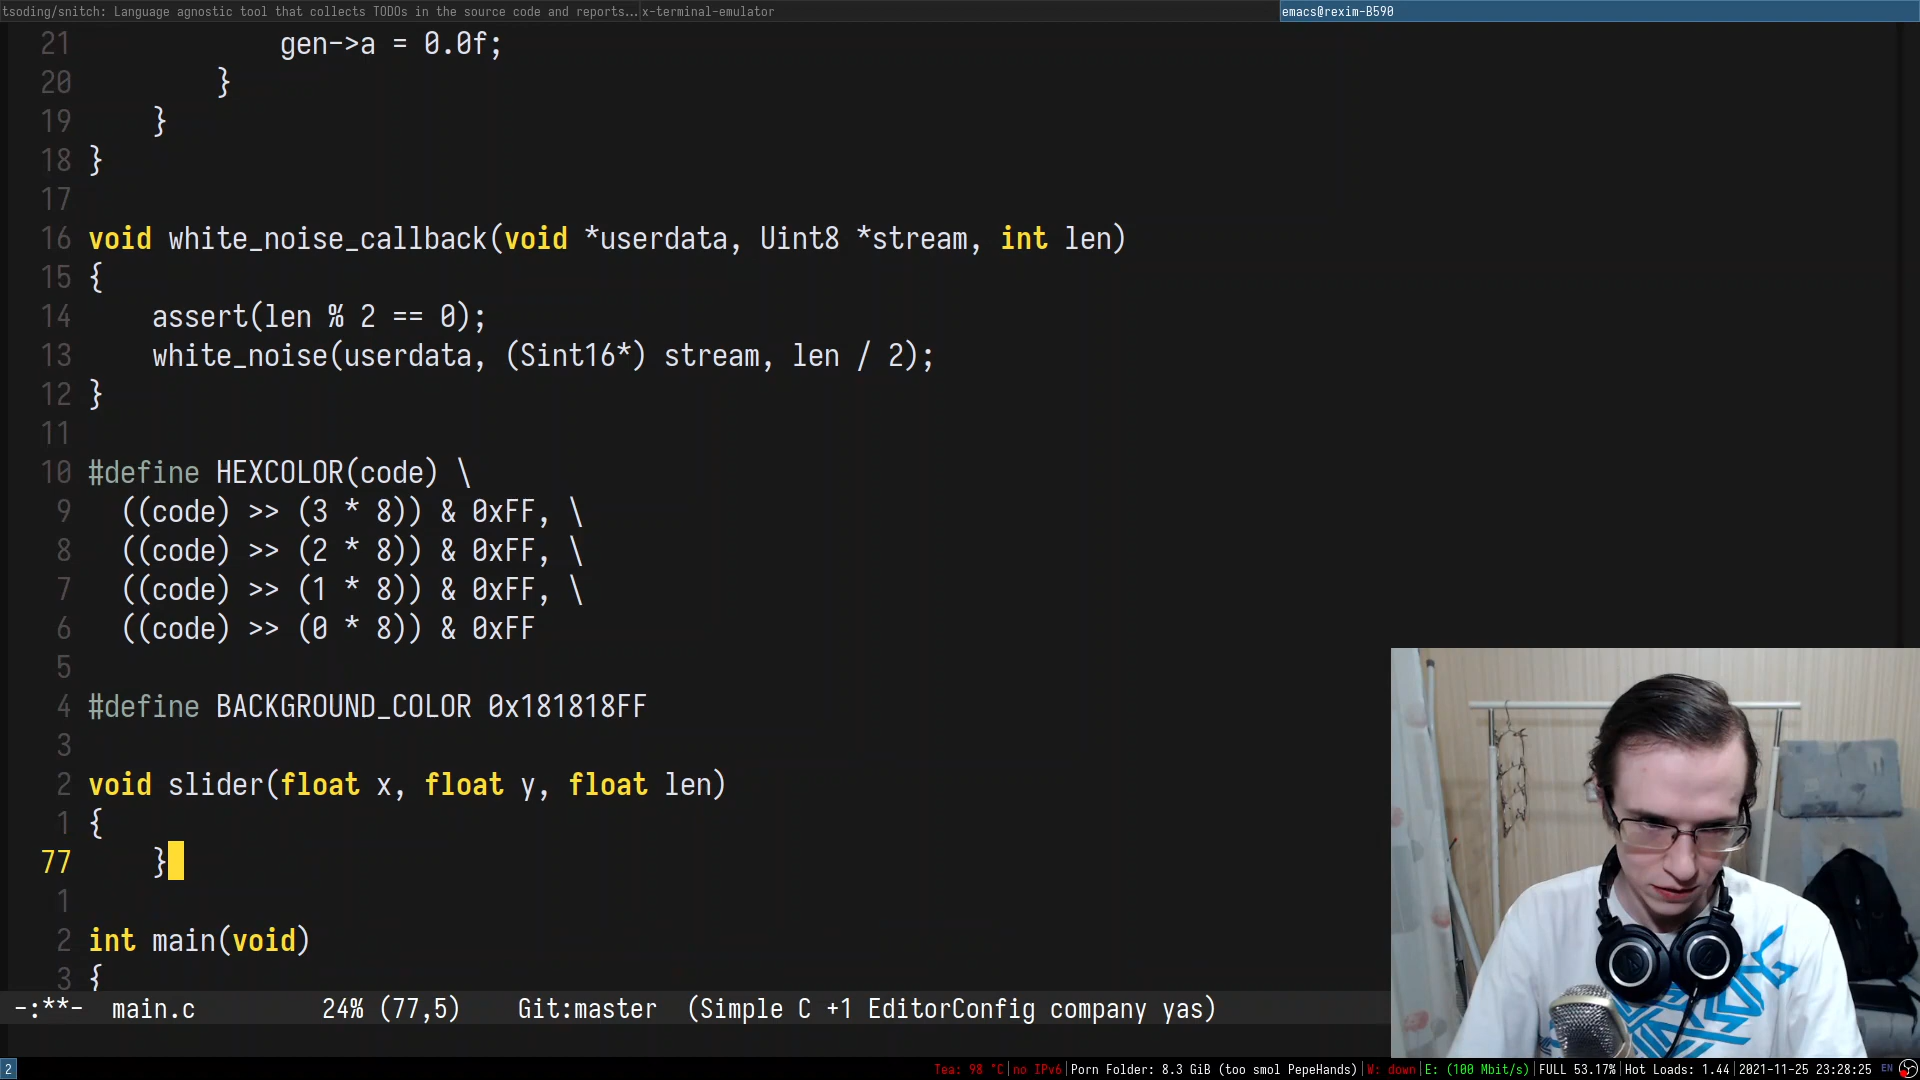 tsoding/snitch: Language agnostic tool that collects TODOs in the source code and reports... x-terminal-emulator emacs@rexim-B590
21 gen->a = 0.0f;
20 }
19 }
18 }
17
16 void white_noise_callback(void *userdata, Uint8 *stream, int len)
15 {
14 assert(len % 2 == 0);
13 white_noise(userdata, (Sint16*) stream, len / 2);
12 }
11
10 #define HEXCOLOR(code) \
9 ((code) >> (3 * 8)) & 0xFF, \
8 ((code) >> (2 * 8)) & 0xFF, \
7 ((code) >> (1 * 8)) & 0xFF, \
6 ((code) >> (0 * 8)) & 0xFF
5
4 #define BACKGROUND_COLOR 0x181818FF
3
2 void slider(float x, float y, float len)
1 {
77 }
1
2 int main(void)
3 {
-:**- main.c 24% (77,5) Git:master (Simple C +1 EditorConfig company yas)
2 Tea: 98 °C|no IPv6|Porn Folder: 8.3 GiB (too smol PepeHands)|W: down|E: (100 Mbit/s)|FULL 53.17%|Hot Loads: 1.44|2021-11-25 23:28:25 EN